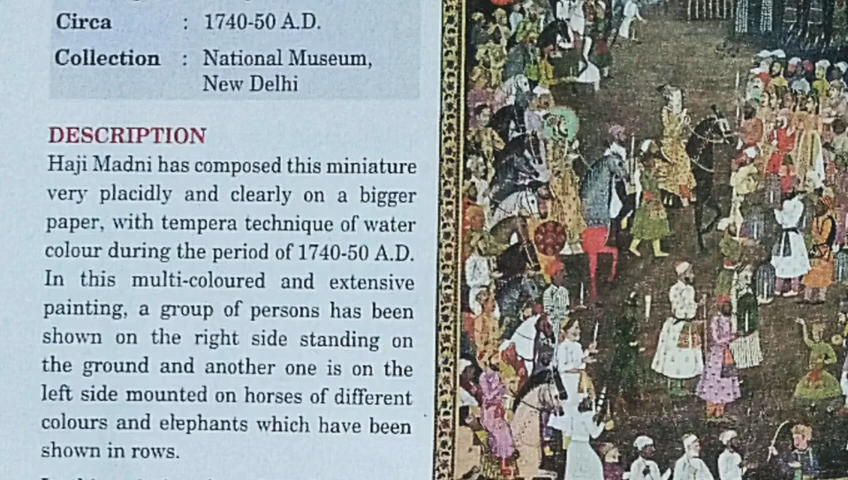 Circa : 1740-50 A.D.
Collection : National Museum,
New Delhi
DESCRIPTION
Haji Madni has composed this miniature
very placidly and clearly on a bigger
paper, with tempera technique of water
colour during the period of 1740-50 A.D.
In this multi-coloured and extensive
painting, a group of persons has been
shown on the right side standing on
the ground and another one is on the
left side mounted on horses of different
colours and elephants which have been
shown in rows.